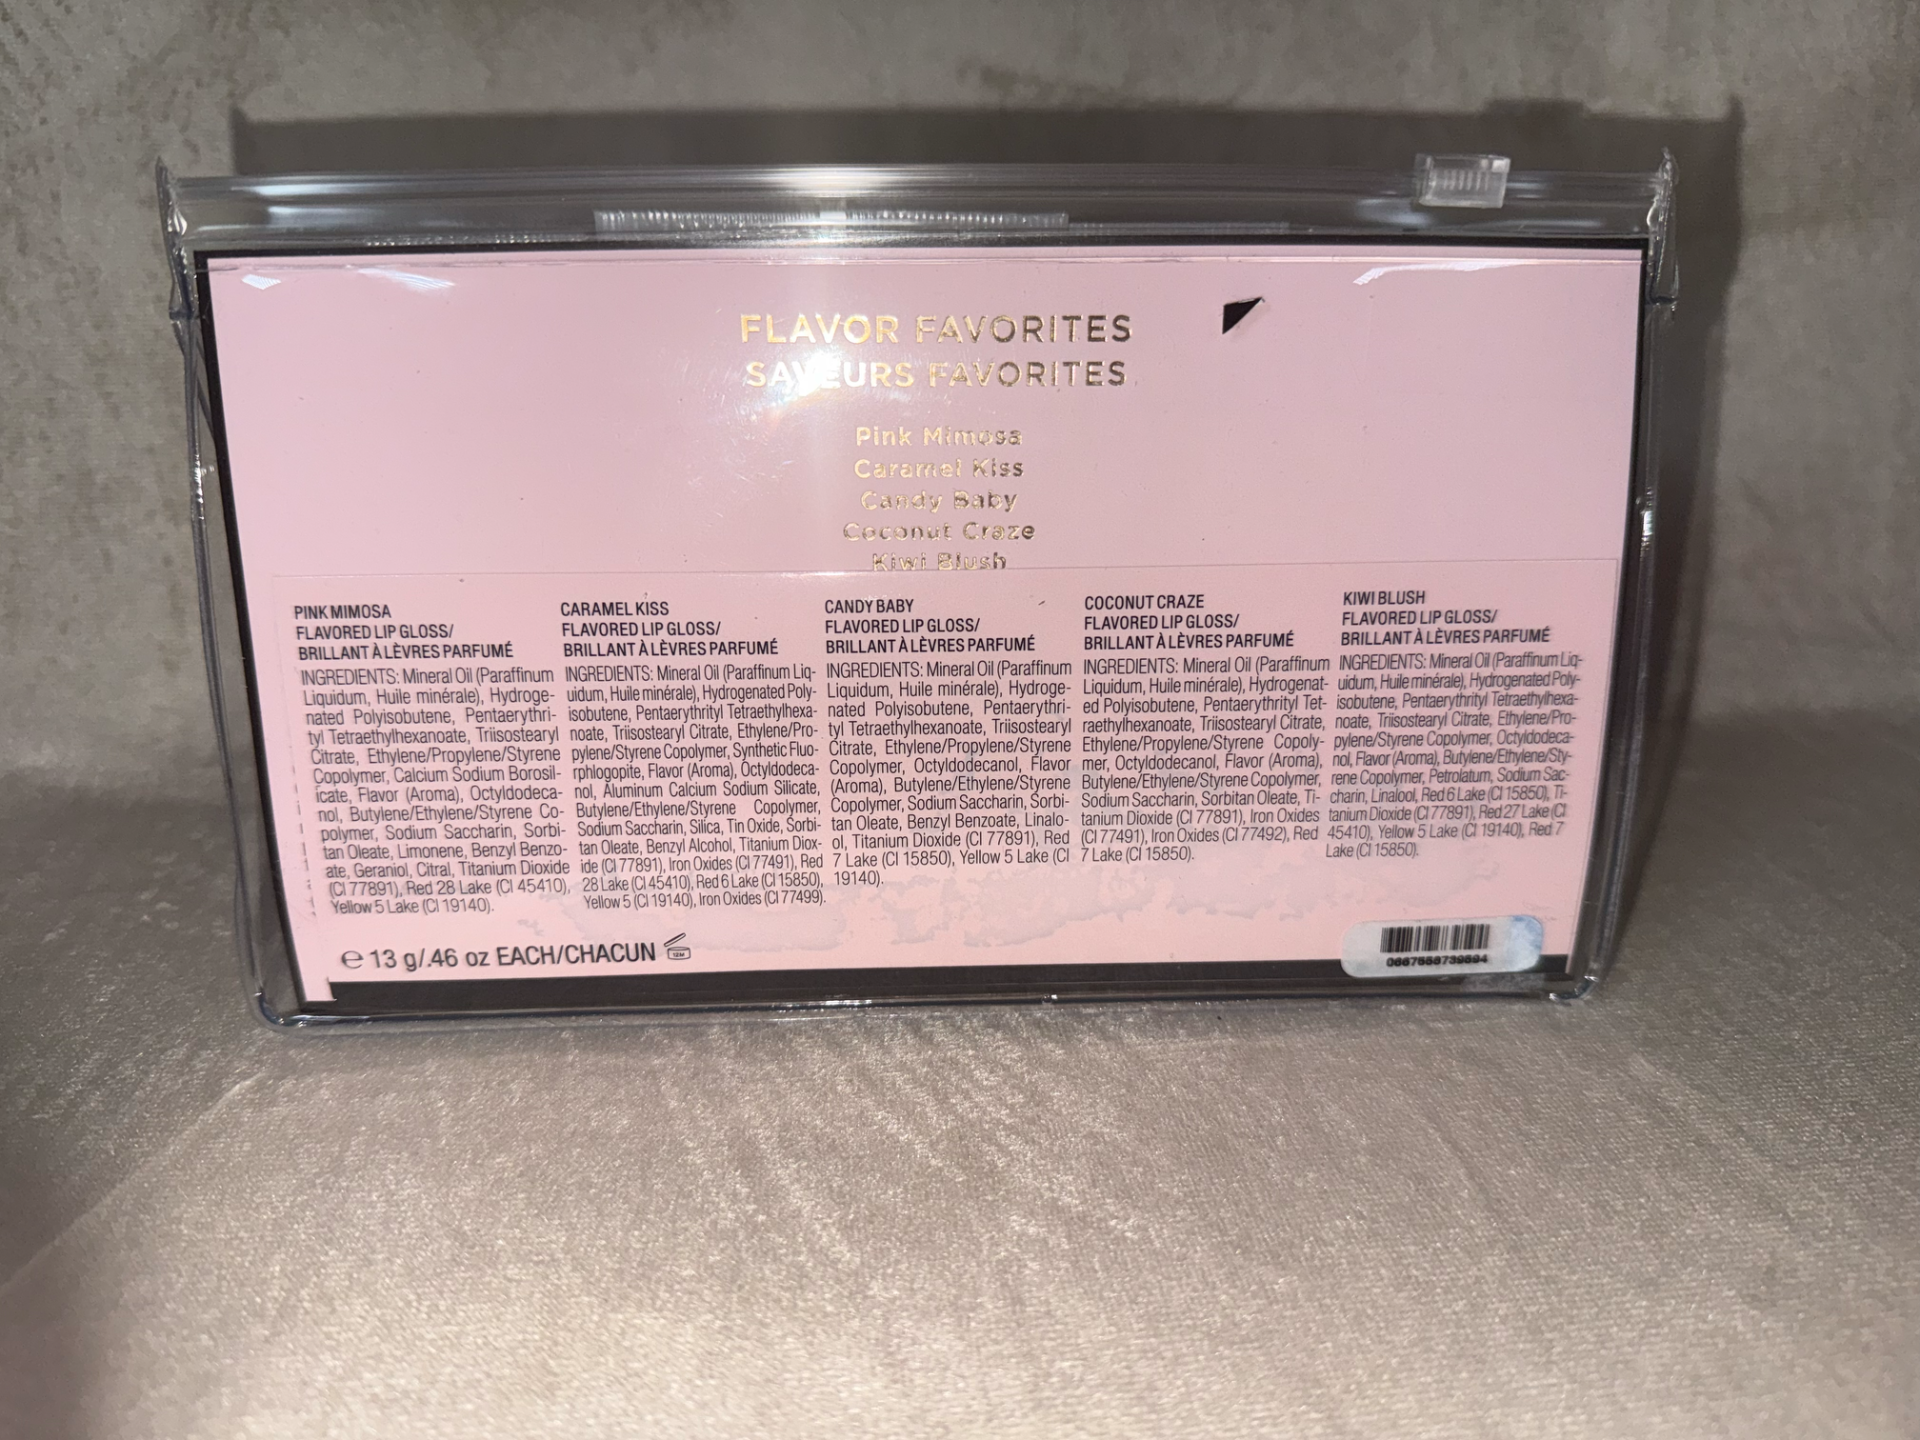 FLAVOR FAVORITES
SAVEURS FAVORITES
Pink Mimosa
Caramel Kiss
Candy Baby
Coconut Craze
Kiwi Blush
PINK MIMOSA
FLAVORED LIP GLOSS/
BRILLANT À LÈVRES PARFUMÉ
INGREDIENTS: Mineral Oil (Paraffinum
Liquidum, Huile minérale), Hydroge-
nated Polyisobutene, Pentaerythri-
tyl Tetraethylhexanoate, Triisostearyl
Citrate, Ethylene/Propylene/Styrene
Copolymer, Calcium Sodium Borosil-
icate, Flavor (Aroma), Octyldodeca-
nol, Butylene/Ethylene/Styrene Co-
polymer, Sodium Saccharin, Sorbi-
tan Oleate, Limonene, Benzyl Benzo-
ate, Geraniol, Citral, Titanium Dioxide
(CI 77891), Red 28 Lake (CI 45410),
Yellow 5 Lake (CI 19140).
CARAMEL KISS
FLAVORED LIP GLOSS/
BRILLANT À LÈVRES PARFUMÉ
INGREDIENTS: Mineral Oil (Paraffinum Liq-
uidum, Huile minérale), Hydrogenated Poly-
isobutene, Pentaerythrityl Tetraethylhexa-
noate, Triisostearyl Citrate, Ethylene/Pro-
pylene/Styrene Copolymer, Synthetic Fluo-
rphlogopite, Flavor (Aroma), Octyldodeca-
nol, Aluminum Calcium Sodium Silicate,
Butylene/Ethylene/Styrene Copolymer,
Sodium Saccharin, Silica, Tin Oxide, Sorbi-
tan Oleate, Benzyl Alcohol, Titanium Diox-
ide (CI 77891), Iron Oxides (CI 77491), Red
28 Lake (CI 45410), Red 6 Lake (CI 15850),
Yellow 5 (CI 19140), Iron Oxides (CI 77499).
CANDY BABY
FLAVORED LIP GLOSS/
BRILLANT À LÈVRES PARFUMÉ
INGREDIENTS: Mineral Oil (Paraffinum
Liquidum, Huile minérale), Hydroge-
nated Polyisobutene, Pentaerythri-
tyl Tetraethylhexanoate, Triisostearyl
Citrate, Ethylene/Propylene/Styrene
Copolymer, Octyldodecanol, Flavor
(Aroma), Butylene/Ethylene/Styrene
Copolymer, Sodium Saccharin, Sorbi-
tan Oleate, Benzyl Benzoate, Linalo-
ol, Titanium Dioxide (CI 77891), Red
7 Lake (CI 15850), Yellow 5 Lake (CI
19140).
COCONUT CRAZE
FLAVORED LIP GLOSS/
BRILLANT À LÈVRES PARFUMÉ
INGREDIENTS: Mineral Oil (Paraffinum
Liquidum, Huile minérale), Hydrogenat-
ed Polyisobutene, Pentaerythrityl Tet-
raethylhexanoate, Triisostearyl Citrate,
Ethylene/Propylene/Styrene Copoly-
mer, Octyldodecanol, Flavor (Aroma),
Butylene/Ethylene/Styrene Copolymer,
Sodium Saccharin, Sorbitan Oleate, Ti-
tanium Dioxide (CI 77891), Iron Oxides
(CI 77491), Iron Oxides (CI 77492), Red
7 Lake (CI 15850).
KIWI BLUSH
FLAVORED LIP GLOSS/
BRILLANT À LÈVRES PARFUMÉ
INGREDIENTS: Mineral Oil (Paraffinum Liq-
uidum, Huile minérale), Hydrogenated Poly-
isobutene, Pentaerythrityl Tetraethylhexa-
noate, Triisostearyl Citrate, Ethylene/Pro-
pylene/Styrene Copolymer, Octyldodeca-
nol, Flavor (Aroma), Butylene/Ethylene/Sty-
rene Copolymer, Petrolatum, Sodium Sac-
charin, Linalool, Red 6 Lake (CI 15850), Ti-
tanium Dioxide (CI 77891), Red 27 Lake (CI
45410), Yellow 5 Lake (CI 19140), Red 7
Lake (CI 15850).
℮ 13 g/.46 oz EACH/CHACUN
12M